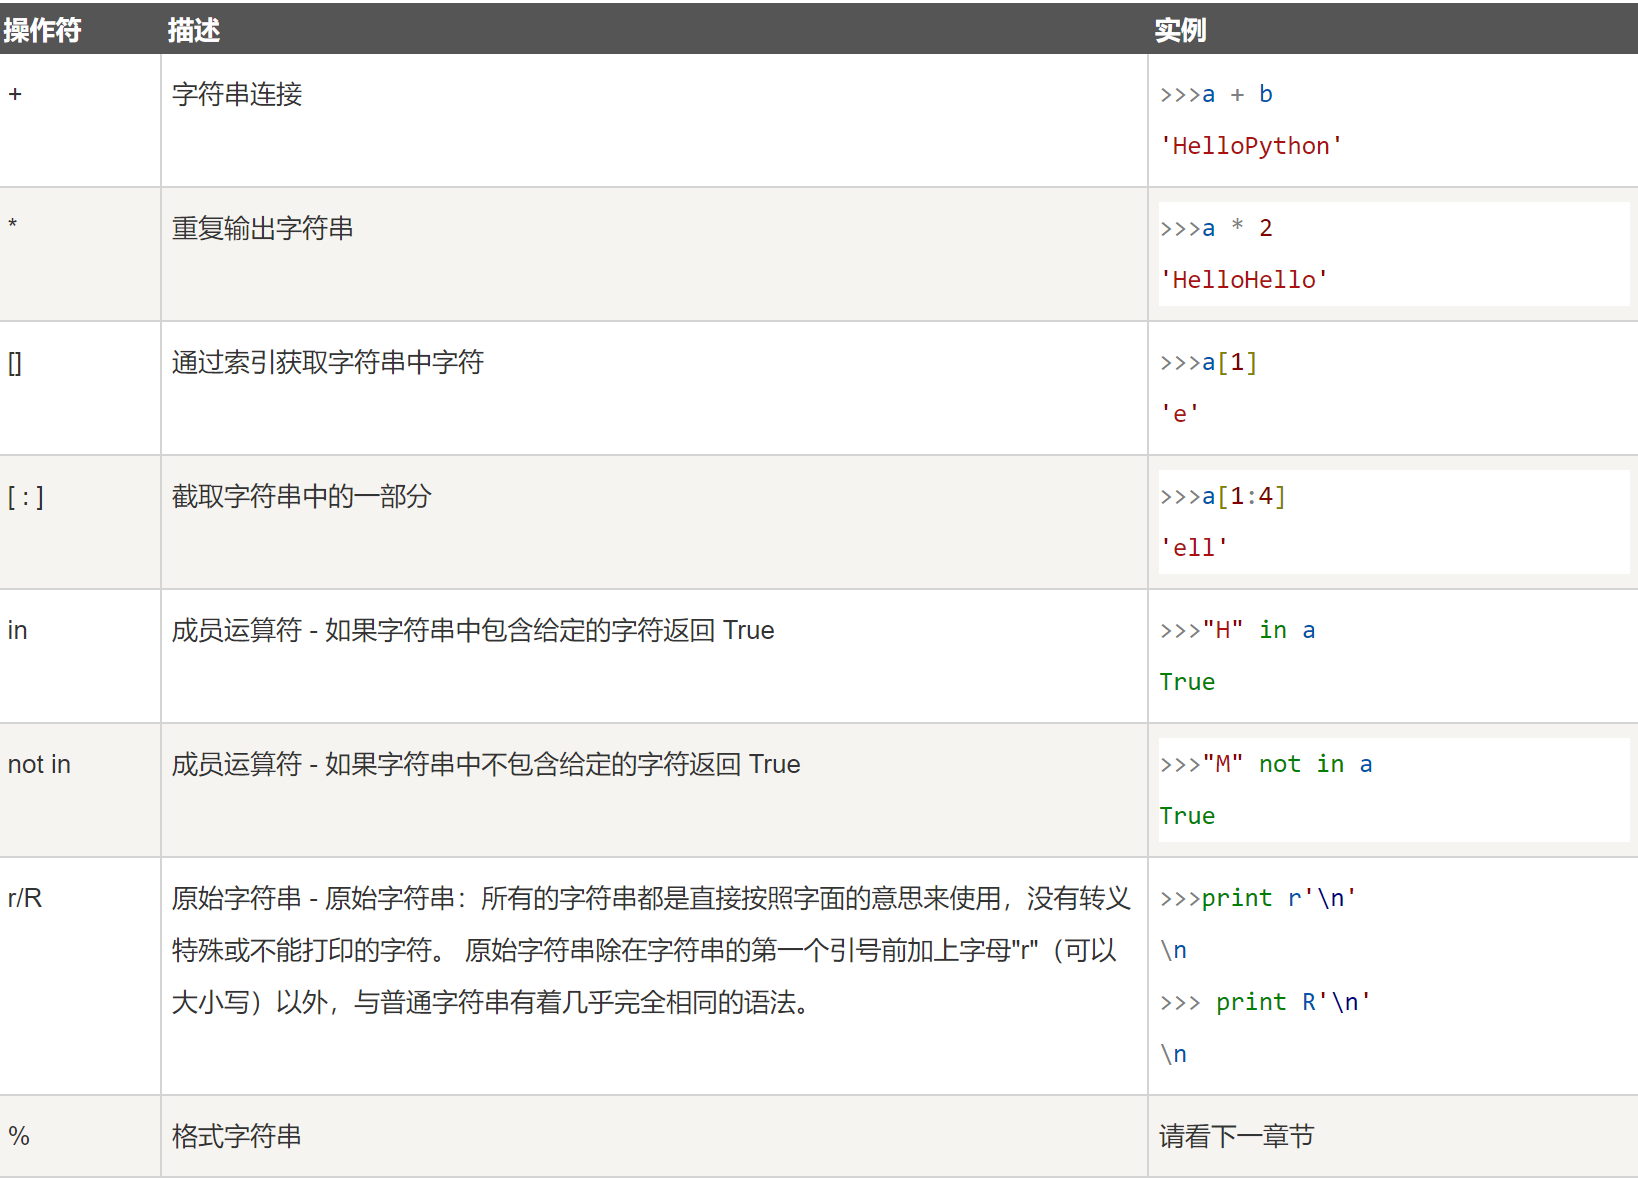 操作符 描述 实例
+ 字符串连接 >>>a + b
'HelloPython'
* 重复输出字符串 >>>a * 2
'HelloHello'
[] 通过索引获取字符串中字符 >>>a[1]
'e'
[ : ] 截取字符串中的一部分 >>>a[1:4]
'ell'
in 成员运算符 - 如果字符串中包含给定的字符返回 True >>>"H" in a
True
not in 成员运算符 - 如果字符串中不包含给定的字符返回 True >>>"M" not in a
True
r/R 原始字符串 - 原始字符串：所有的字符串都是直接按照字面的意思来使用，没有转义 >>>print r'\n'
特殊或不能打印的字符。 原始字符串除在字符串的第一个引号前加上字母"r"（可以 \n
大小写）以外，与普通字符串有着几乎完全相同的语法。 >>> print R'\n'
\n
% 格式字符串 请看下一章节